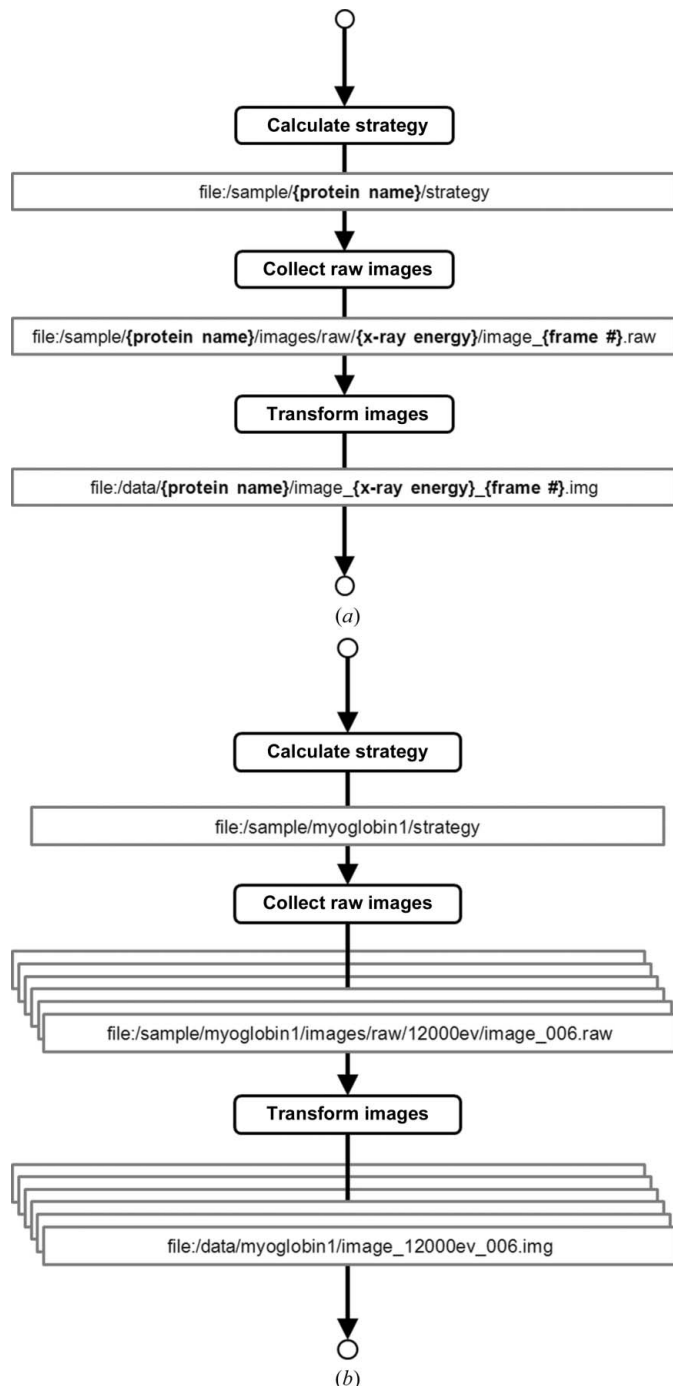 Calculate strategy
file:/sample/{protein name}/strategy
Collect raw images
file:/sample/{protein name}/images/raw/{x-ray energy}/image_{frame #}.raw
Transform images
file:/data/{protein name}/image_{x-ray energy}_{frame #}.img
(a)
Calculate strategy
file:/sample/myoglobin1/strategy
Collect raw images
file:/sample/myoglobin1/images/raw/12000ev/image_006.raw
Transform images
file:/data/myoglobin1/image_12000ev_006.img
(b)